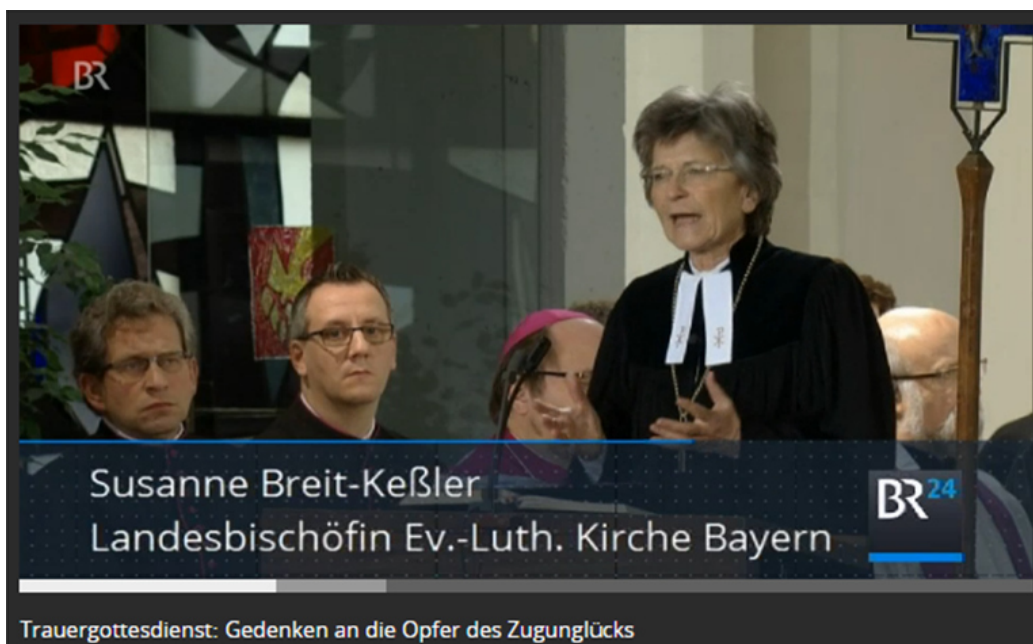 BR
Susanne Breit-Keßler
Landesbischöfin Ev.-Luth. Kirche Bayern
BR24
Trauergottesdienst: Gedenken an die Opfer des Zugunglücks